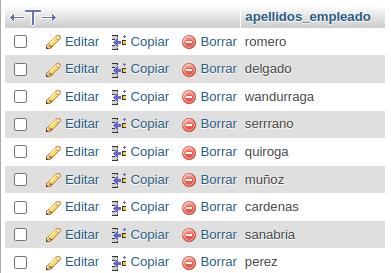 apellidos_empleado
Editar Copiar Borrar romero
Editar Copiar Borrar delgado
Editar Copiar Borrar wandurraga
Editar Copiar Borrar serrrano
Editar Copiar Borrar quiroga
Editar Copiar Borrar muñoz
Editar Copiar Borrar cardenas
Editar Copiar Borrar sanabria
Editar Copiar Borrar perez